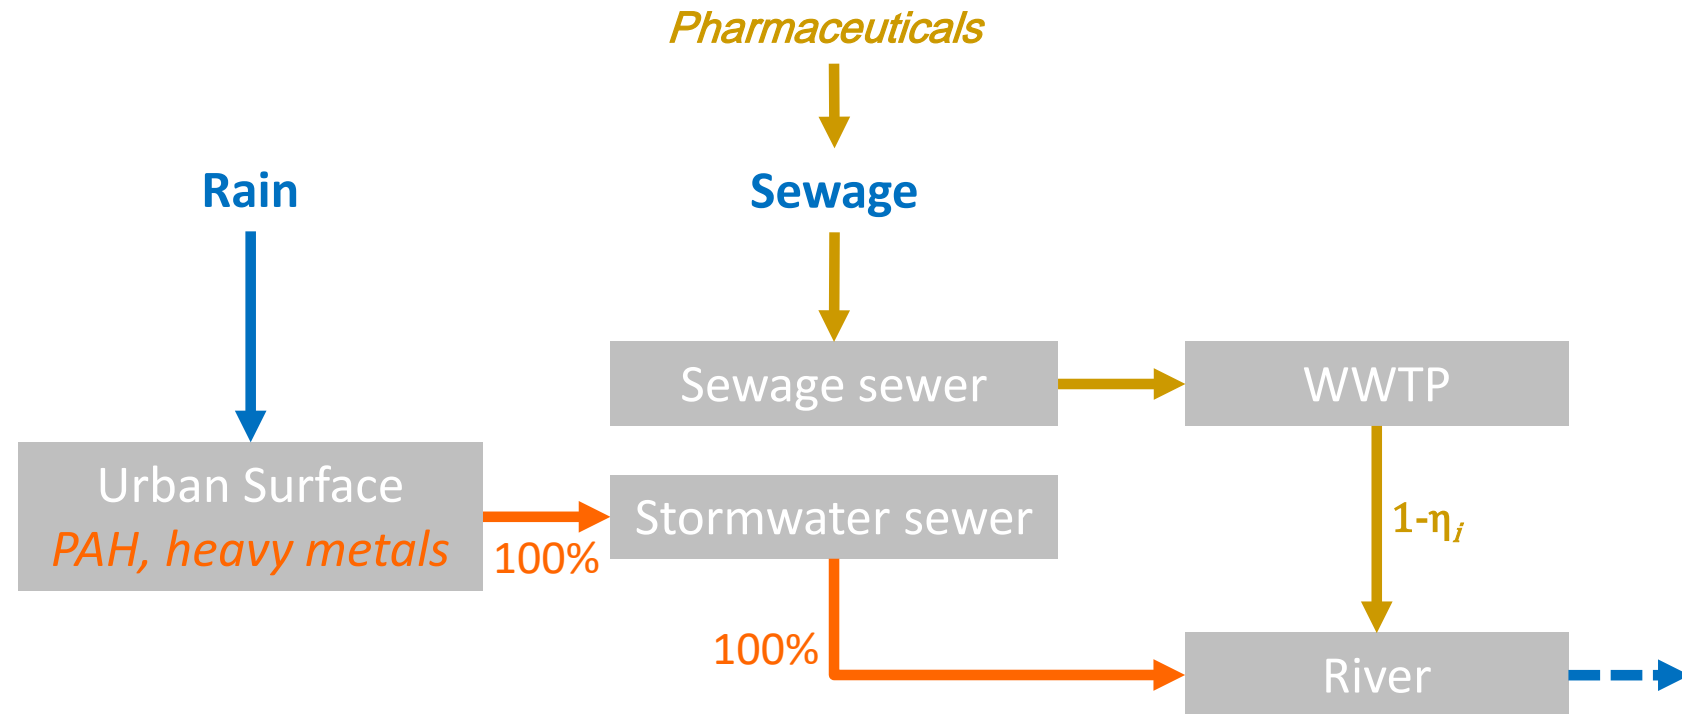 Pharmaceuticals
Rain
Sewage
Sewage sewer
WWTP
Urban Surface
PAH, heavy metals
100%
Stormwater sewer
1-ηi
100%
River